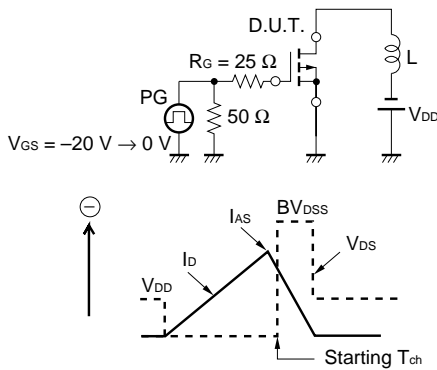 D.U.T.
L
RG = 25 Ω
PG
50 Ω
VDD
VGS = −20 V → 0 V
⊖
IAS
BVDSS
ID
VDS
VDD
Starting Tch